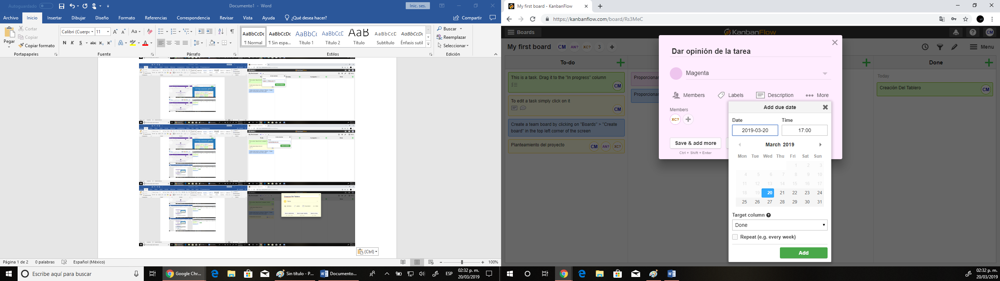 Autoguardado
Documento1 - Word
Inic. ses.
Archivo Inicio Insertar Dibujar Diseño Formato Referencias Correspondencia Revisar Vista Ayuda ¿Qué desea hacer? Compartir
Pegar
Cortar
Copiar
Copiar formato
Portapapeles
Calibri (Cuerpo 11
Aa
N K S abc x₂ x² A aby A
Fuente
Párrafo
AaBbCcDc AaBbCcDc AaBbCc AaBbCcD AaB AaBbCcD AaBbCcDc
¶ Normal ¶ Sin espa... Título 1 Título 2 Título Subtítulo Énfasis sutil
Estilos
Buscar
Reemplazar
Seleccionar
Edición
(Ctrl)
Página 1 de 2 0 palabras Español (México)
100%
Escribe aquí para buscar
Google Chr...
Sin título - P...
Documento...
ESP
02:32 p. m.
20/03/2019
My first board - KanbanFlow
https://kanbanflow.com/board/Rs3MeC
Boards
KanbanFlow
CM
My first board CM AN? XC? 3
Menu
To-do
Done
This is a task. Drag it to the "In progress" column
CM
To edit a task simply click on it
CM
Create a team board by clicking on "Boards" > "Create
board" in the top left corner of the screen
Planteamiento del proyecto
CM AN? XC?
Proporcionar
Proporcionar
Today
Creación Del Tablero
CM
Dar opinión de la tarea
Magenta
Members Labels Description More
Members
XC?
Save & add more
Ctrl + Shift + Enter
Add due date
Date Time
2019-03-20 17:00
March 2019
Mon Tue Wed Thu Fri Sat Sun
1 2 3
4 5 6 7 8 9 10
11 12 13 14 15 16 17
18 19 20 21 22 23 24
25 26 27 28 29 30 31
Target column
Done
Repeat (e.g. every week)
Add
02:32 p. m.
20/03/2019